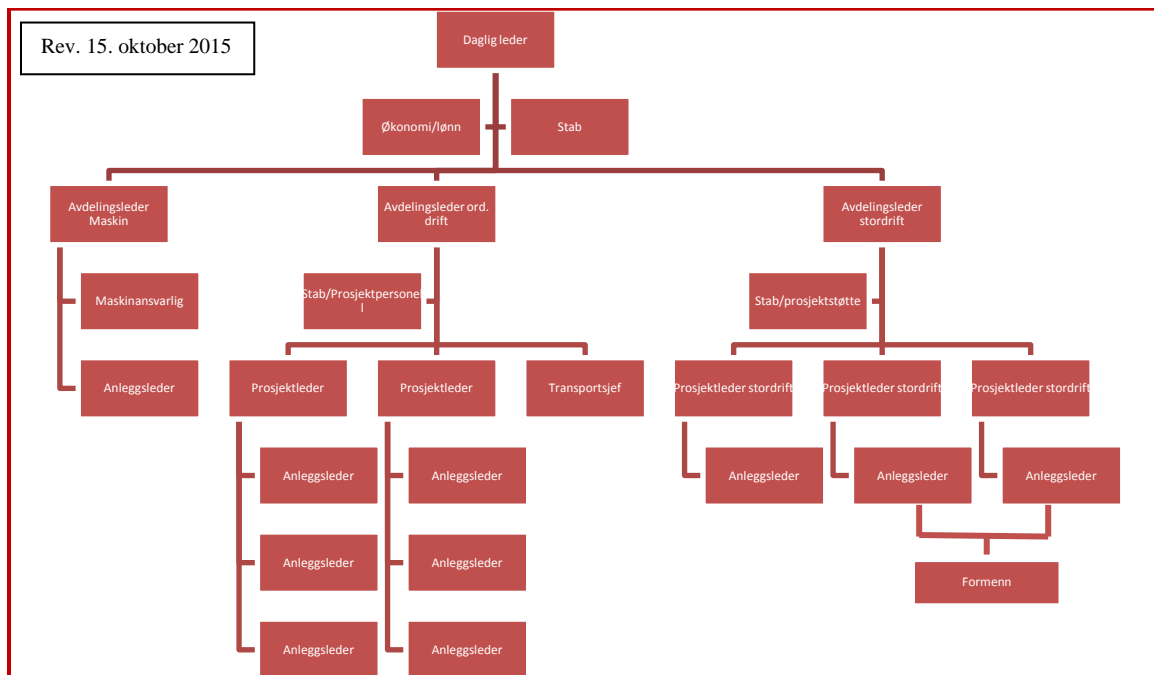 Rev. 15. oktober 2015
Daglig leder
Økonomi/lønn
Stab
Avdelingsleder
Maskin
Avdelingsleder ord.
drift
Avdelingsleder
stordrift
Maskinansvarlig
Stab/Prosjektpersonel
l
Stab/prosjektstøtte
Anleggsleder
Prosjektleder
Prosjektleder
Transportsjef
Prosjektleder stordrift
Prosjektleder stordrift
Prosjektleder stordrift
Anleggsleder
Anleggsleder
Anleggsleder
Anleggsleder
Anleggsleder
Anleggsleder
Anleggsleder
Formenn
Anleggsleder
Anleggsleder